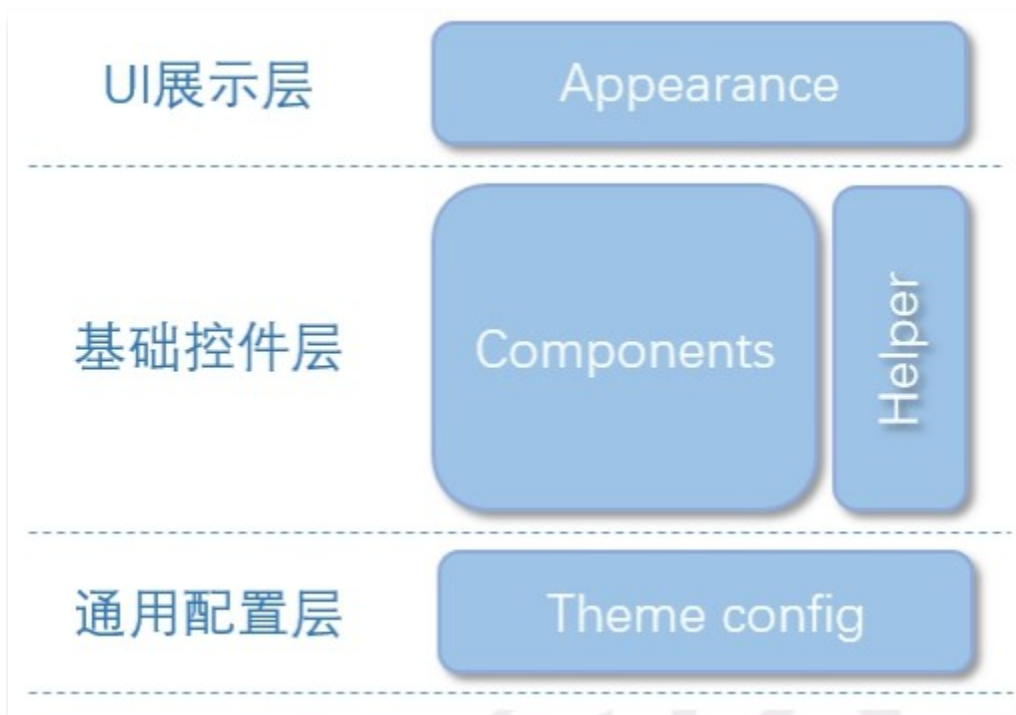 UI展示层
Appearance
基础控件层
Components
Helper
通用配置层
Theme config